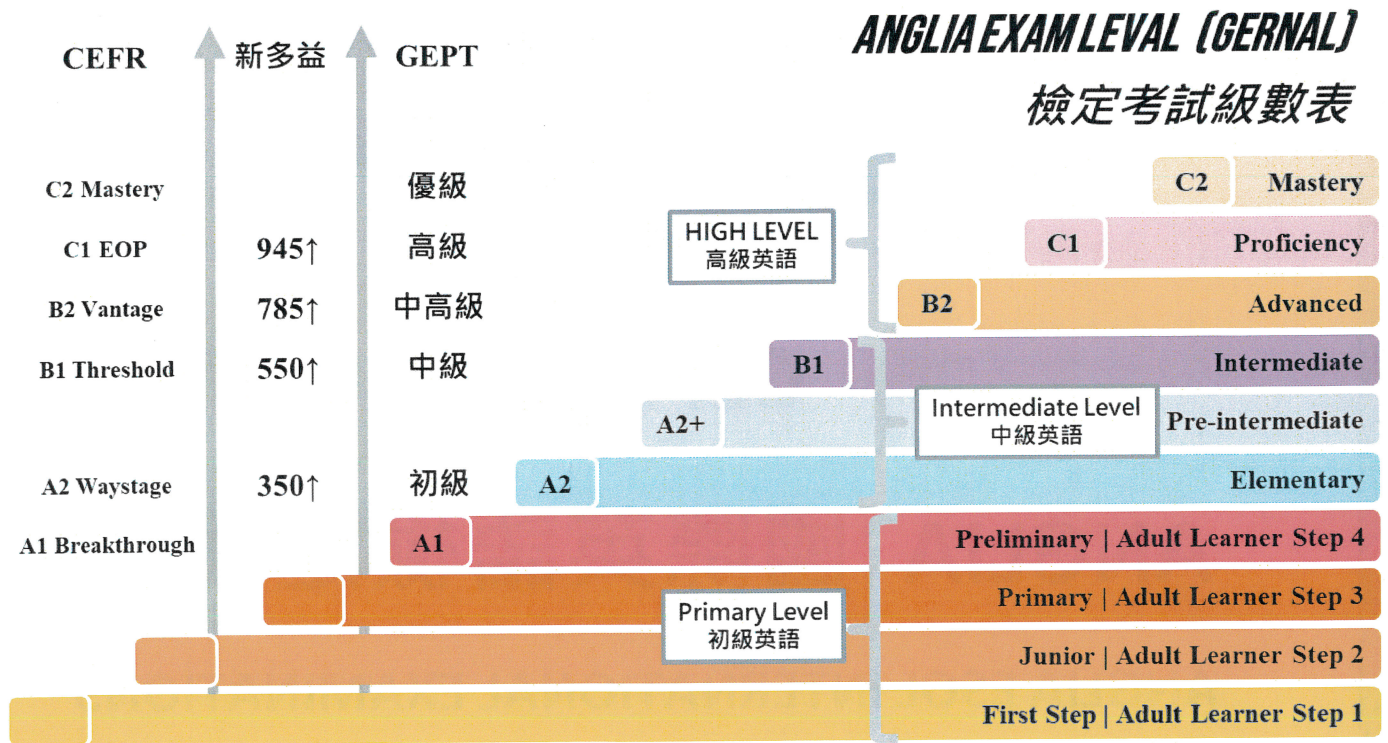 ANGLIA EXAM LEVAL (GERNAL)
檢定考試級數表
CEFR 新多益 GEPT
C2 Mastery 優級
C1 EOP 945↑ 高級
B2 Vantage 785↑ 中高級
B1 Threshold 550↑ 中級
A2 Waystage 350↑ 初級
A1 Breakthrough
HIGH LEVEL
高級英語
C2 Mastery
C1 Proficiency
B2 Advanced
Intermediate Level
中級英語
B1 Intermediate
A2+ Pre-intermediate
A2 Elementary
Primary Level
初級英語
A1 Preliminary | Adult Learner Step 4
Primary | Adult Learner Step 3
Junior | Adult Learner Step 2
First Step | Adult Learner Step 1